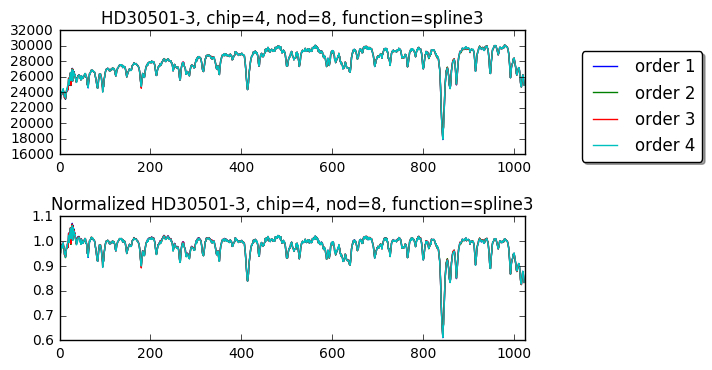 HD30501-3, chip=4, nod=8, function=spline3
32000
30000
28000
26000
24000
22000
20000
18000
16000
0 200 400 600 800 1000
order 1
order 2
order 3
order 4
Normalized HD30501-3, chip=4, nod=8, function=spline3
1.1
1.0
0.9
0.8
0.7
0.6
0 200 400 600 800 1000